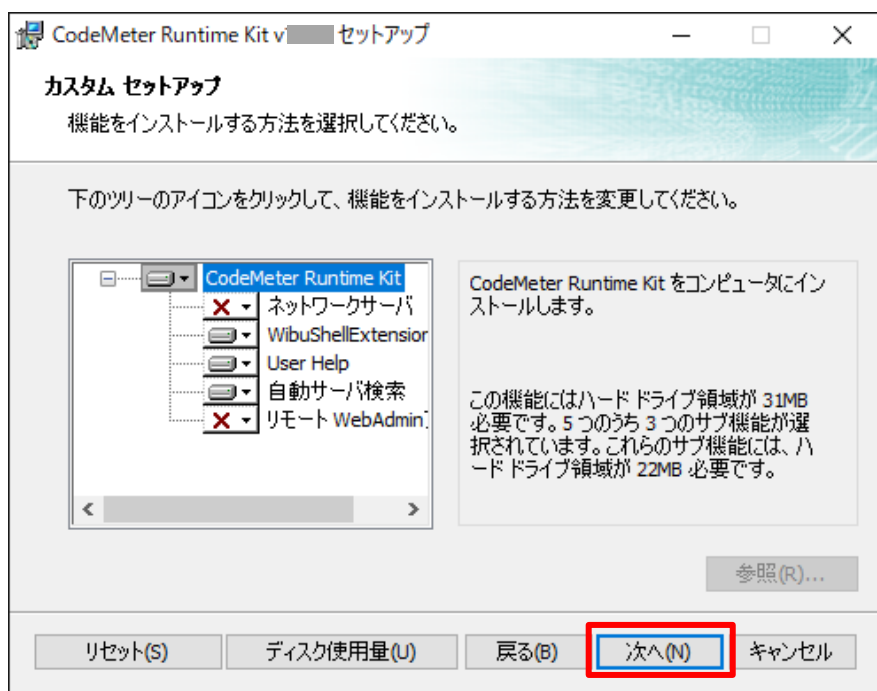 CodeMeter Runtime Kit v セットアップ
カスタム セットアップ
機能をインストールする方法を選択してください。
下のツリーのアイコンをクリックして、機能をインストールする方法を変更してください。
CodeMeter Runtime Kit
ネットワークサーバ
WibuShellExtension
User Help
自動サーバ検索
リモート WebAdminア
CodeMeter Runtime Kit をコンピュータにイン
ストールします。
この機能にはハード ドライブ領域が 31MB
必要です。5 つのうち 3 つのサブ機能が選
択されています。これらのサブ機能には、ハ
ード ドライブ領域が 22MB 必要です。
参照(R)...
リセット(S)
ディスク使用量(U)
戻る(B)
次へ(N)
キャンセル